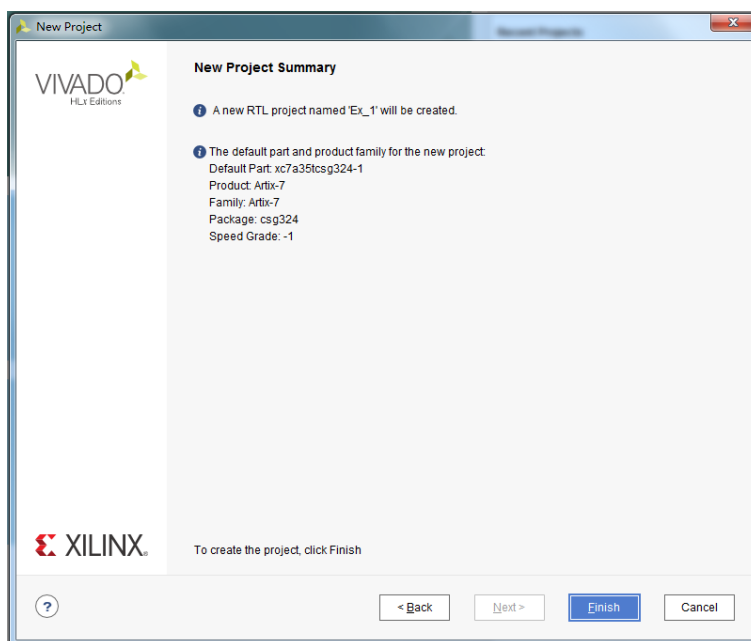 New Project
Recent Projects
x
VIVADO
HLx Editions
New Project Summary
i A new RTL project named 'Ex_1' will be created.
i The default part and product family for the new project:
Default Part: xc7a35tcsg324-1
Product: Artix-7
Family: Artix-7
Package: csg324
Speed Grade: -1
XILINX
To create the project, click Finish
?
< Back
Next >
Finish
Cancel